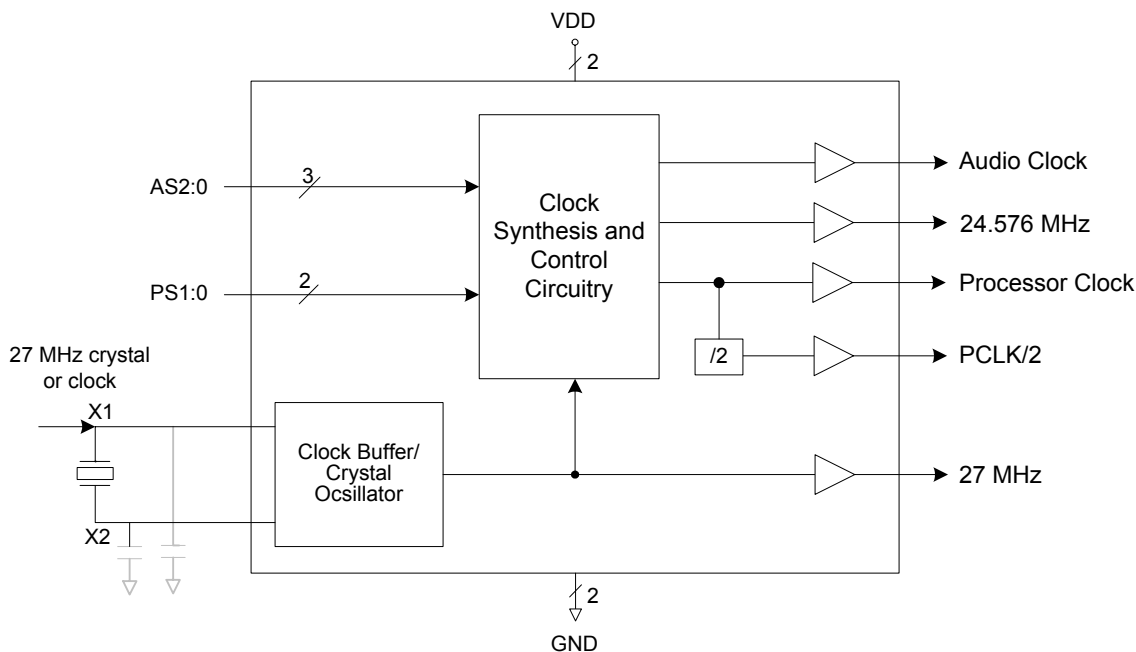 VDD
2
AS2:0
3
PS1:0
2
Clock
Synthesis and
Control
Circuitry
Audio Clock
24.576 MHz
Processor Clock
/2
PCLK/2
27 MHz crystal
or clock
X1
X2
Clock Buffer/
Crystal
Ocsillator
27 MHz
2
GND